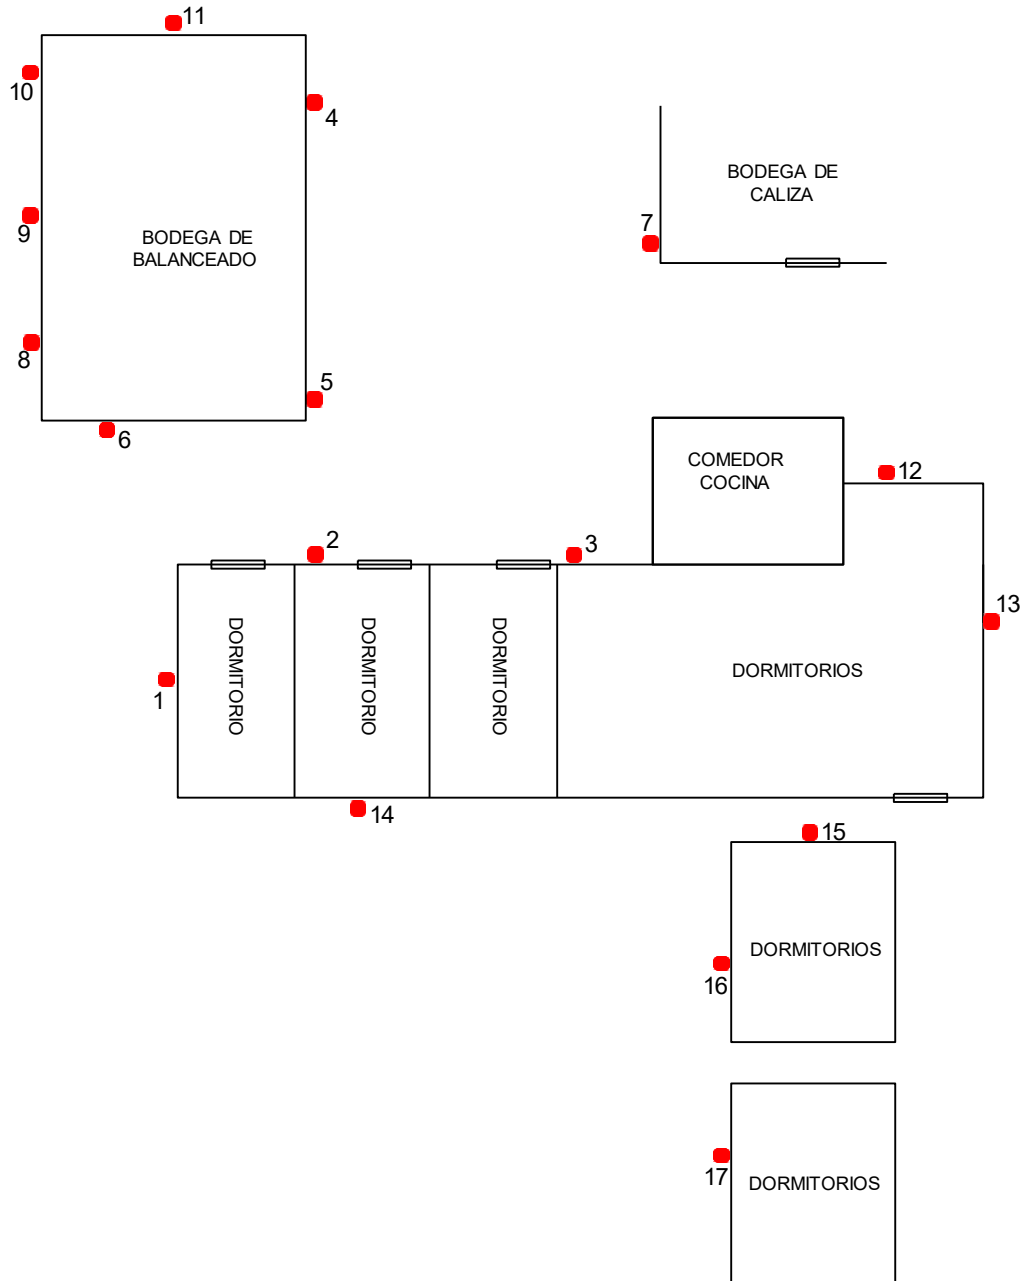 11
10
4
BODEGA DE
CALIZA
7
9
BODEGA DE
BALANCEADO
8
5
6
COMEDOR
COCINA
12
2
3
13
DORMITORIO
DORMITORIO
DORMITORIO
DORMITORIOS
1
14
15
DORMITORIOS
16
17
DORMITORIOS